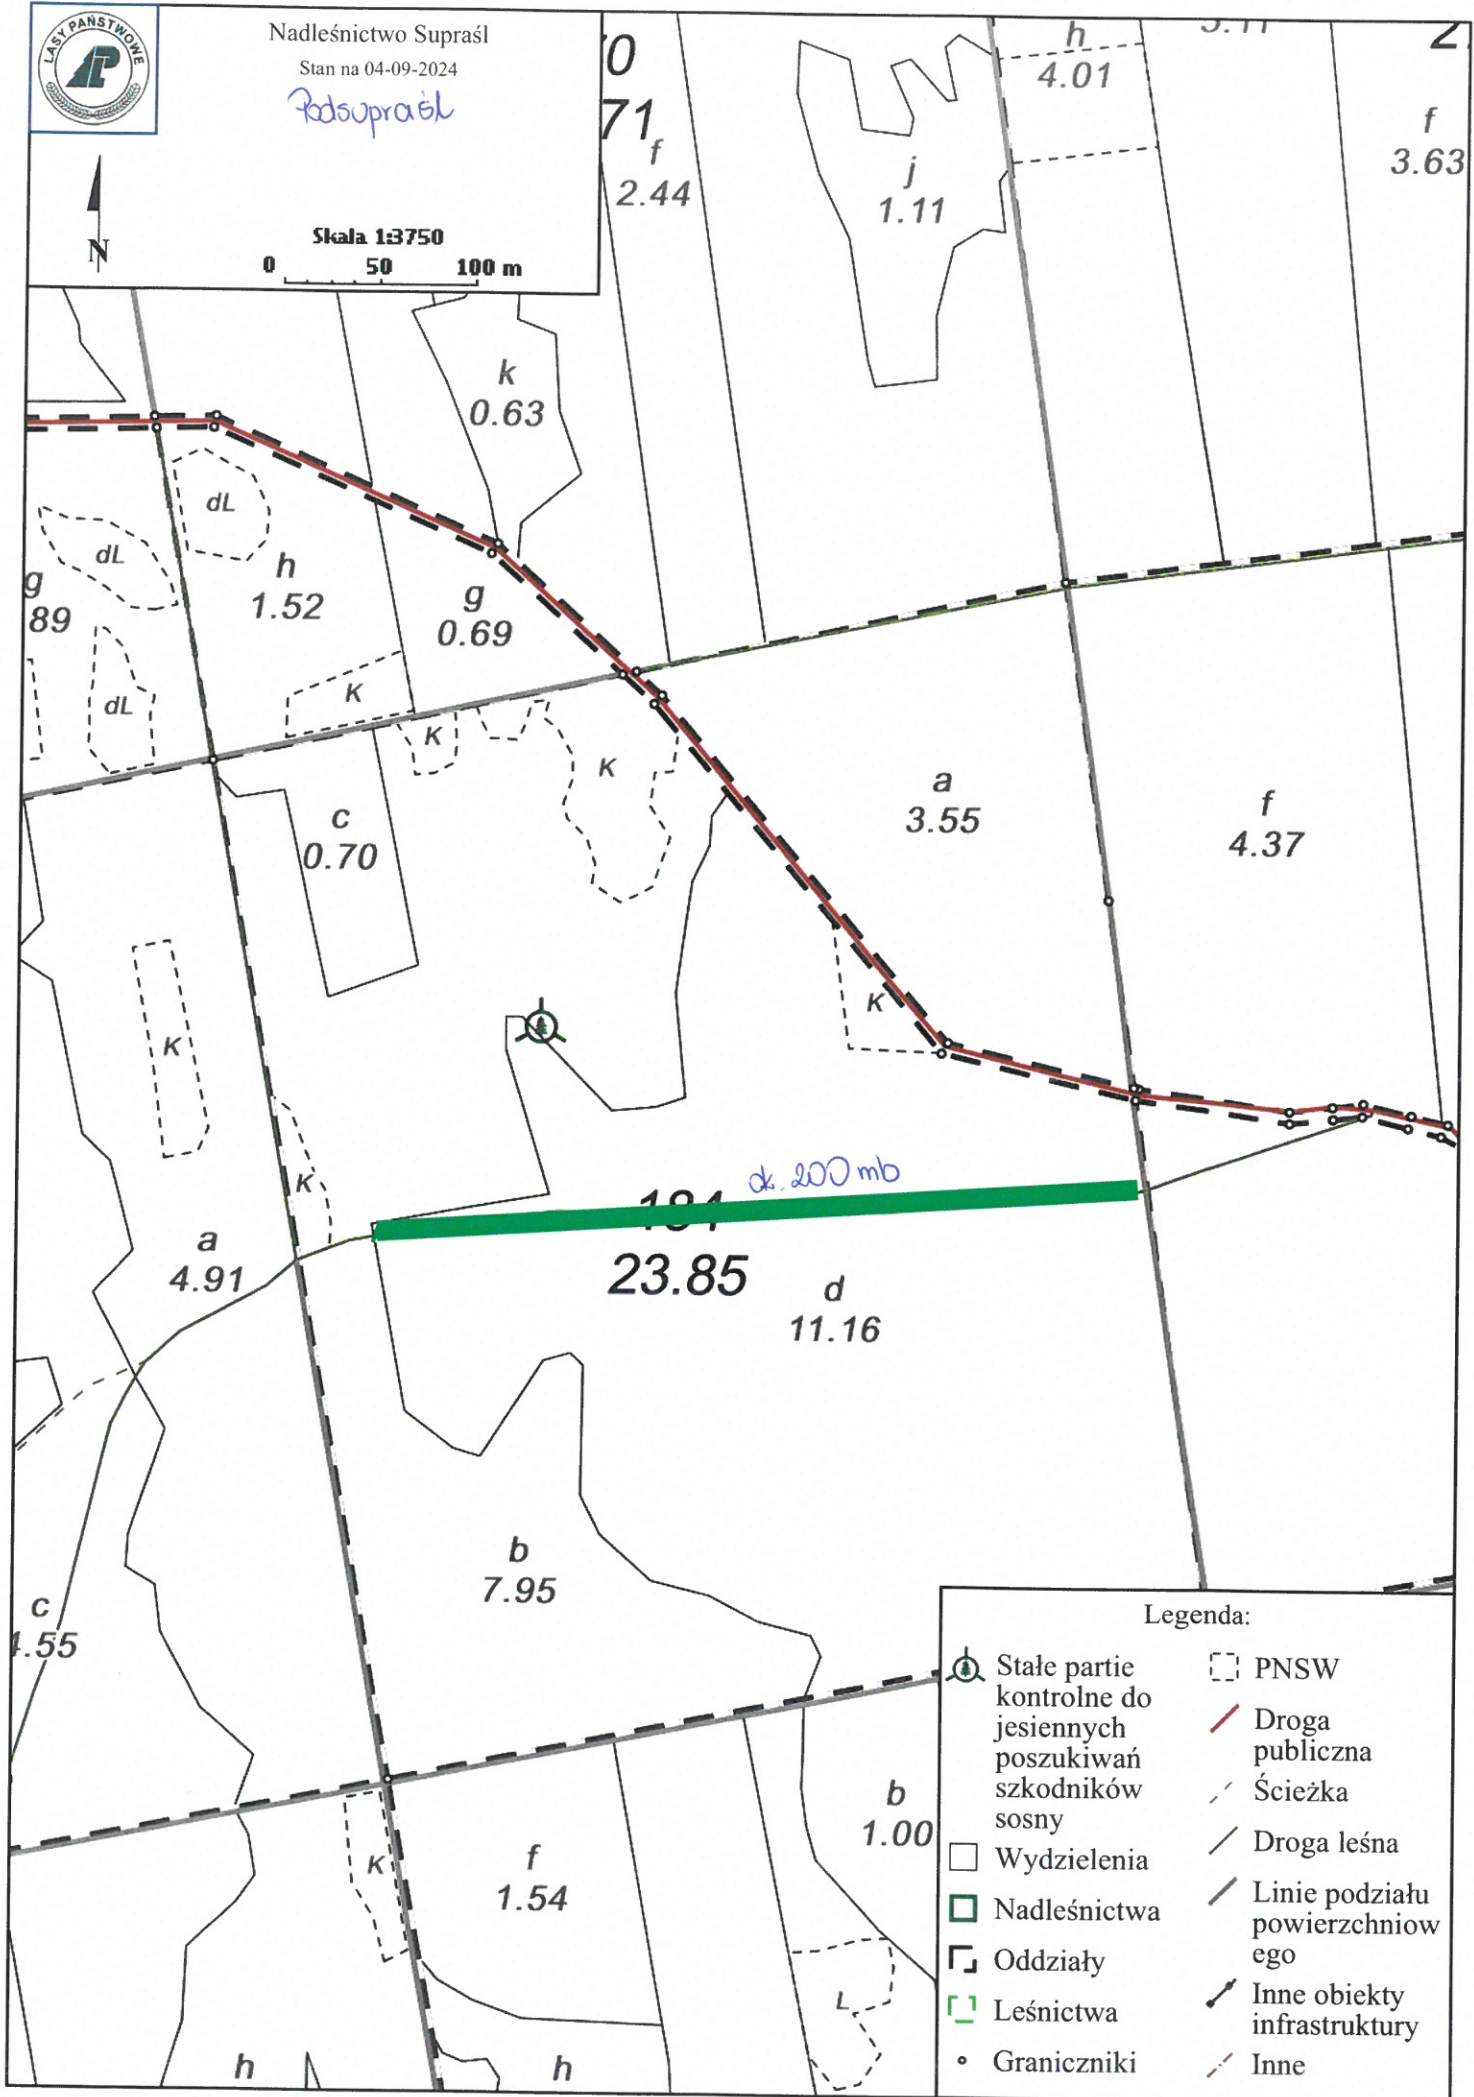 LASY PAŃSTWOWE
Nadleśnictwo Supraśl
Stan na 04-09-2024
Podsupraśl
N
Skala 1:3750
0 50 100 m
71
f
2.44
j
1.11
h
4.01
f
3.63
k
0.63
dL
dL
g
89
h
1.52
g
0.69
dL
K
K
K
c
0.70
a
3.55
f
4.37
K
K
K
ok. 200 mb
184
23.85
a
4.91
d
11.16
b
7.95
c
.55
b
1.00
K
f
1.54
L
h
h
Legenda:
Stałe partie
kontrolne do
jesiennych
poszukiwań
szkodników
sosny
Wydzielenia
Nadleśnictwa
Oddziały
Leśnictwa
Graniczniki
PNSW
Droga
publiczna
Ścieżka
Droga leśna
Linie podziału
powierzchniow
ego
Inne obiekty
infrastruktury
Inne